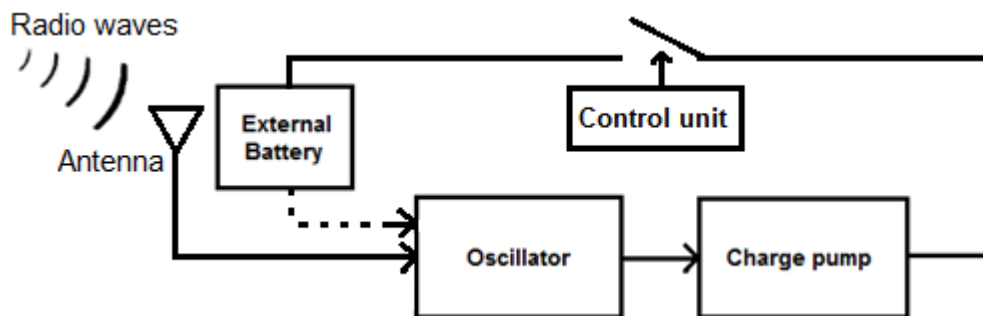 Radio waves
Antenna
External
Battery
Control unit
Oscillator
Charge pump